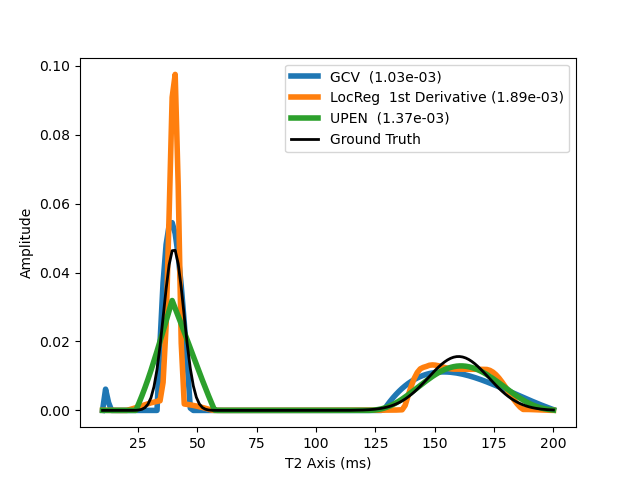 0.10
0.08
0.06
0.04
0.02
0.00
Amplitude
GCV  (1.03e-03)
LocReg  1st Derivative (1.89e-03)
UPEN  (1.37e-03)
Ground Truth
25 50 75 100 125 150 175 200
T2 Axis (ms)